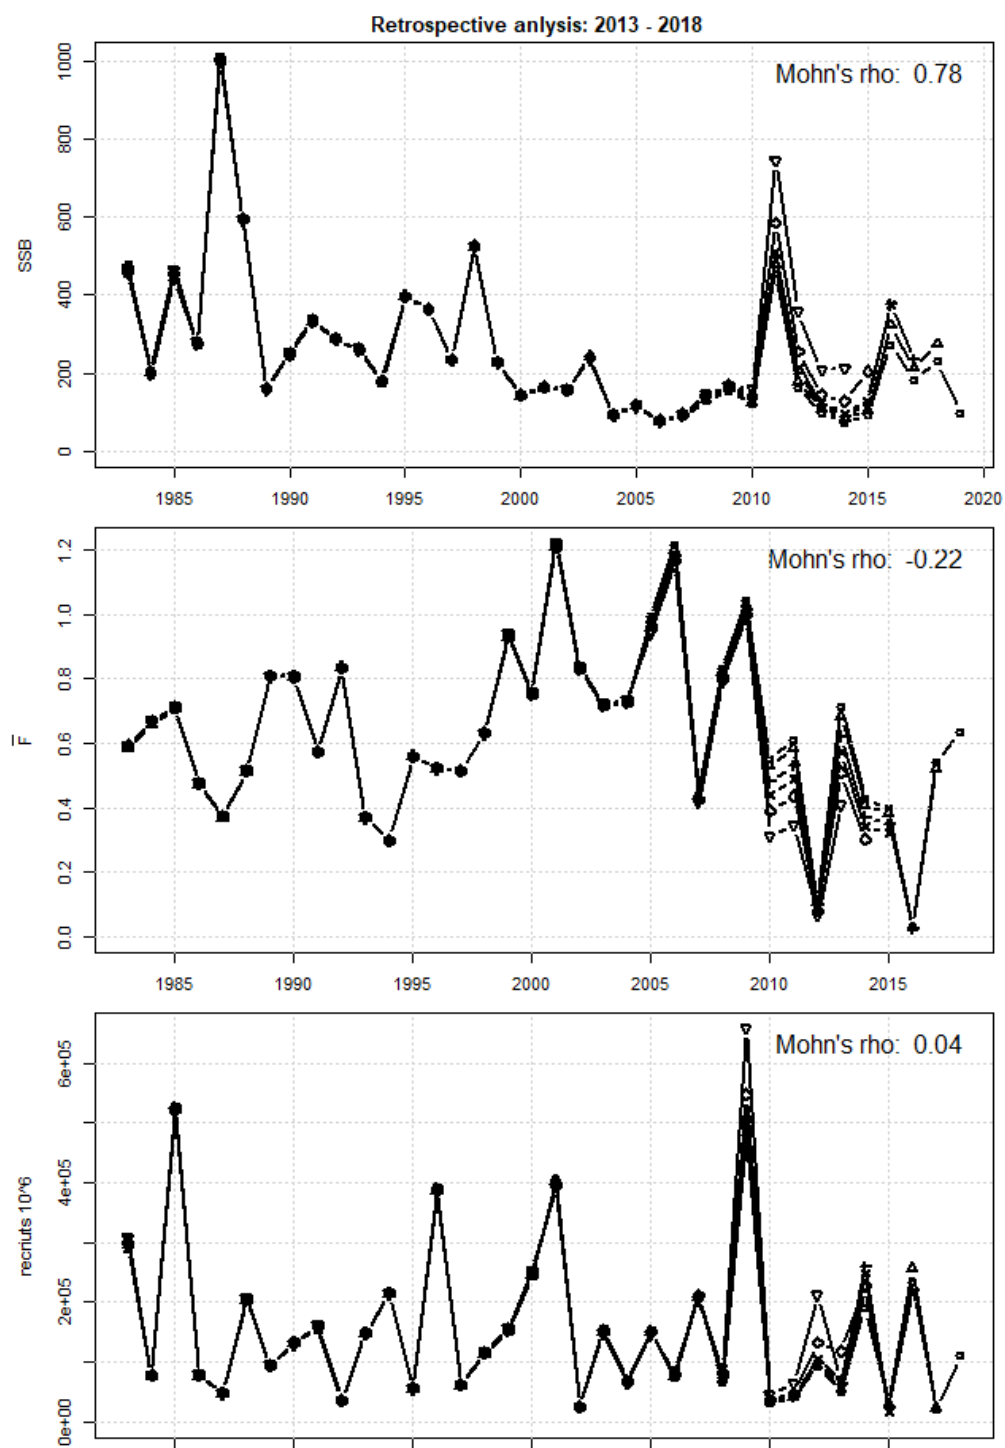 Retrospective anlysis: 2013 - 2018
Mohn's rho: 0.78
SSB
1000
800
600
400
200
0
1985 1990 1995 2000 2005 2010 2015 2020
Mohn's rho: -0.22
F
1.2
1.0
0.8
0.6
0.4
0.2
0.0
1985 1990 1995 2000 2005 2010 2015
Mohn's rho: 0.04
recriuts 10^6
6e+05
4e+05
2e+05
0e+00